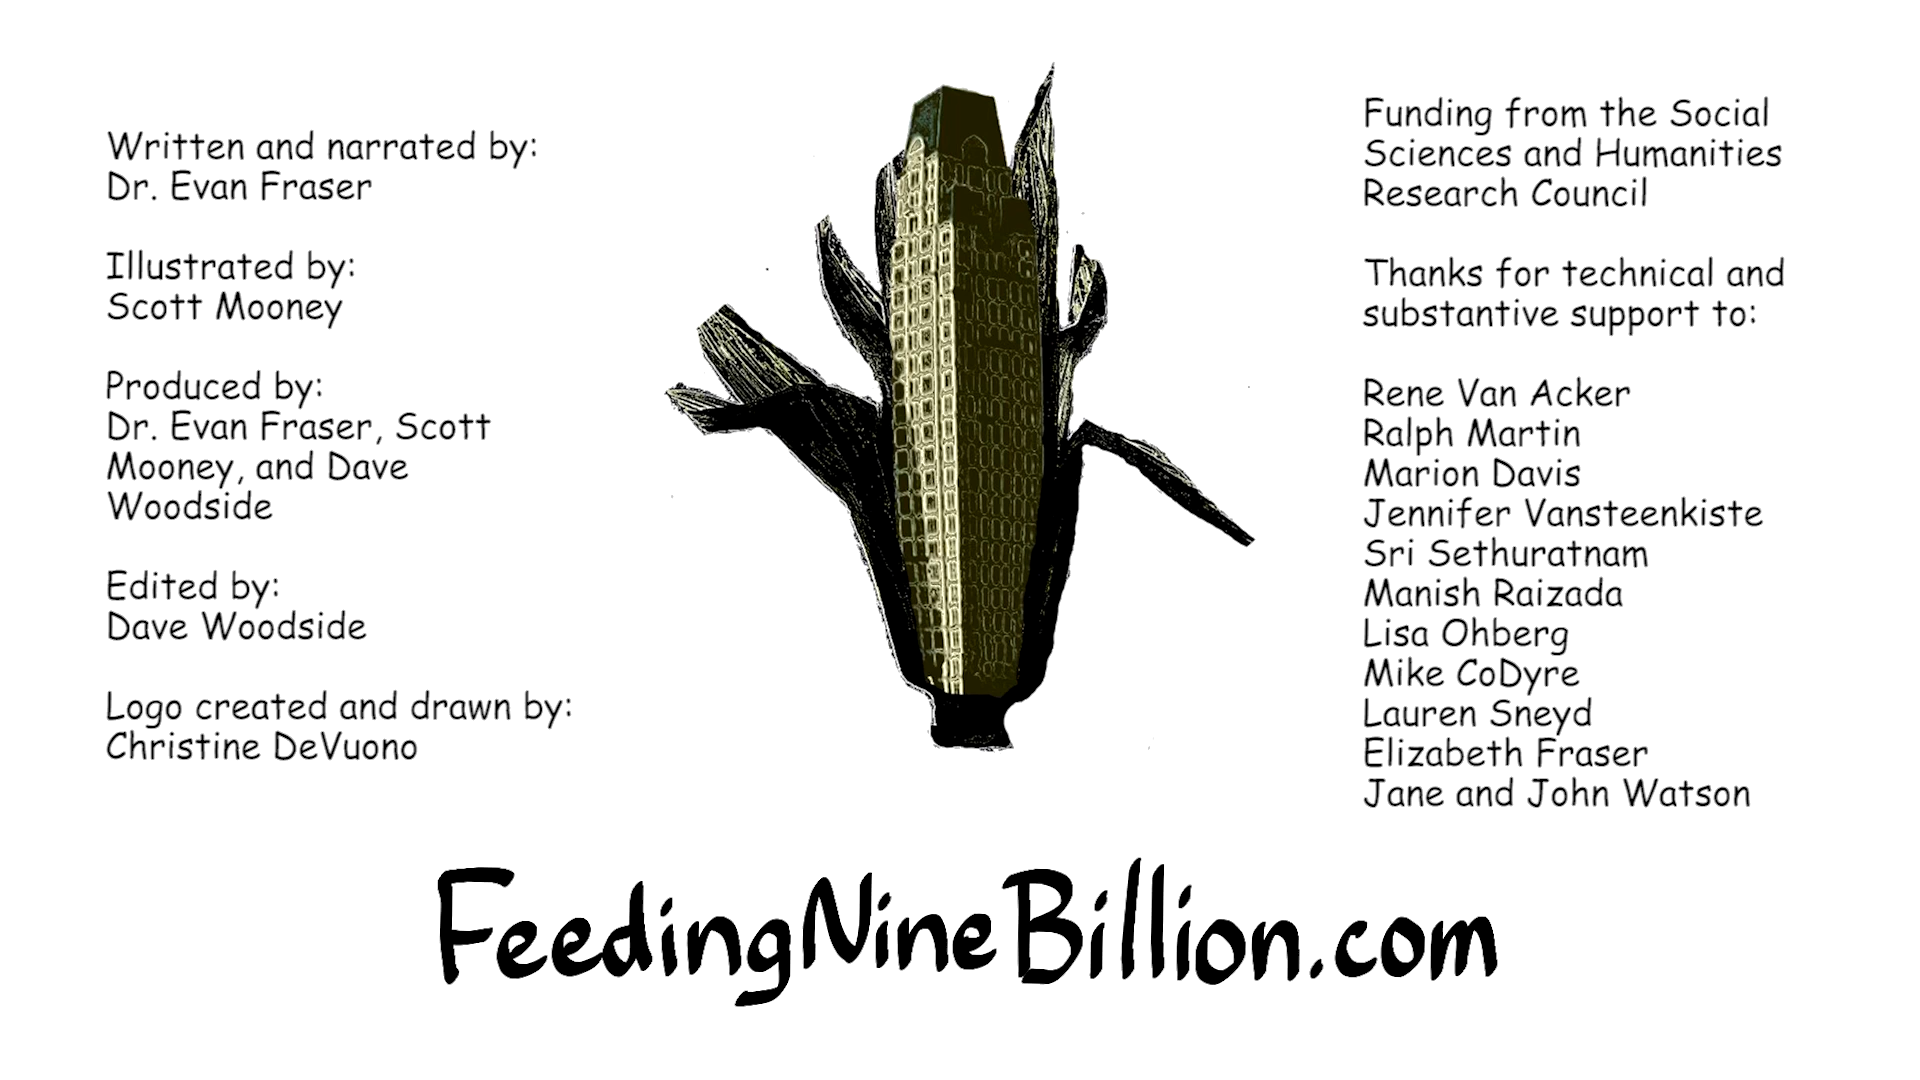 Written and narrated by:
Dr. Evan Fraser
Illustrated by:
Scott Mooney
Produced by:
Dr. Evan Fraser, Scott
Mooney, and Dave
Woodside
Edited by:
Dave Woodside
Logo created and drawn by:
Christine DeVuono
Funding from the Social
Sciences and Humanities
Research Council
Thanks for technical and
substantive support to:
Rene Van Acker
Ralph Martin
Marion Davis
Jennifer Vansteenkiste
Sri Sethuratnam
Manish Raizada
Lisa Ohberg
Mike CoDyre
Lauren Sneyd
Elizabeth Fraser
Jane and John Watson
FeedingNineBillion.com